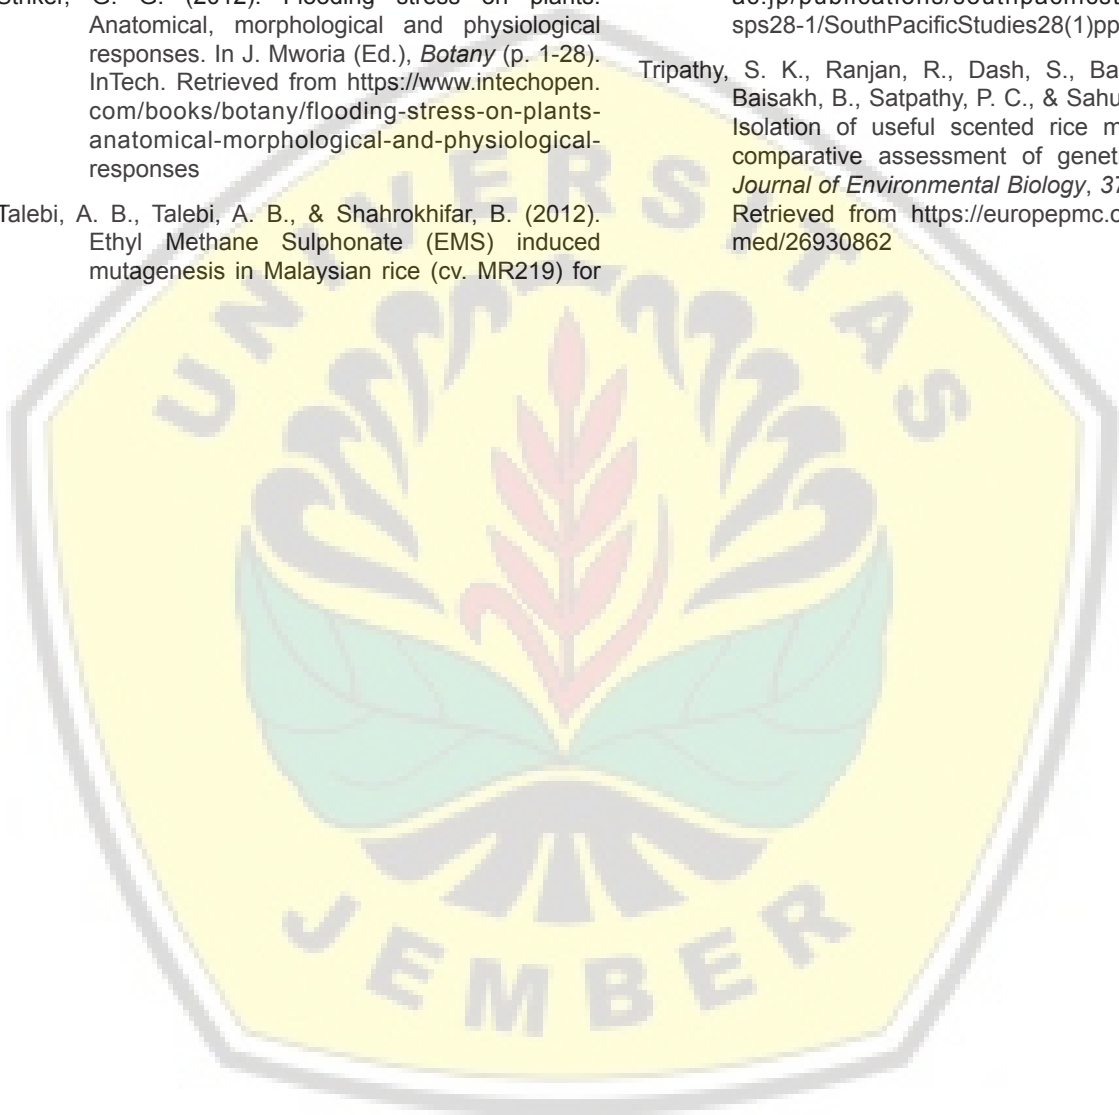 Striker, G. G. (2012). Flooding stress on plants:
Anatomical, morphological and physiological
responses. In J. Mworia (Ed.), Botany (p. 1-28).
InTech. Retrieved from https://www.intechopen.
com/books/botany/flooding-stress-on-plants-
anatomical-morphological-and-physiological-
responses
Talebi, A. B., Talebi, A. B., & Shahrokhifar, B. (2012).
Ethyl Methane Sulphonate (EMS) induced
mutagenesis in Malaysian rice (cv. MR219) for
sps28-1/SouthPacificStudies28(1)pp
Tripathy, S. K., Ranjan, R., Dash, S., Ba
Baisakh, B., Satpathy, P. C., & Sahu
Isolation of useful scented rice m
comparative assessment of genet
Journal of Environmental Biology, 37
Retrieved from https://europepmc.o
med/26930862
UNIVERSITAS
JEMBER